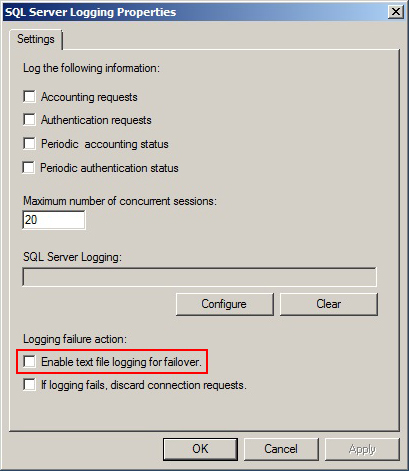 SQL Server Logging Properties
Settings
Log the following information:
Accounting requests
Authentication requests
Periodic accounting status
Periodic authentication status
Maximum number of concurrent sessions:
20
SQL Server Logging:
Configure Clear
Logging failure action:
Enable text file logging for failover.
If logging fails, discard connection requests.
OK Cancel Apply